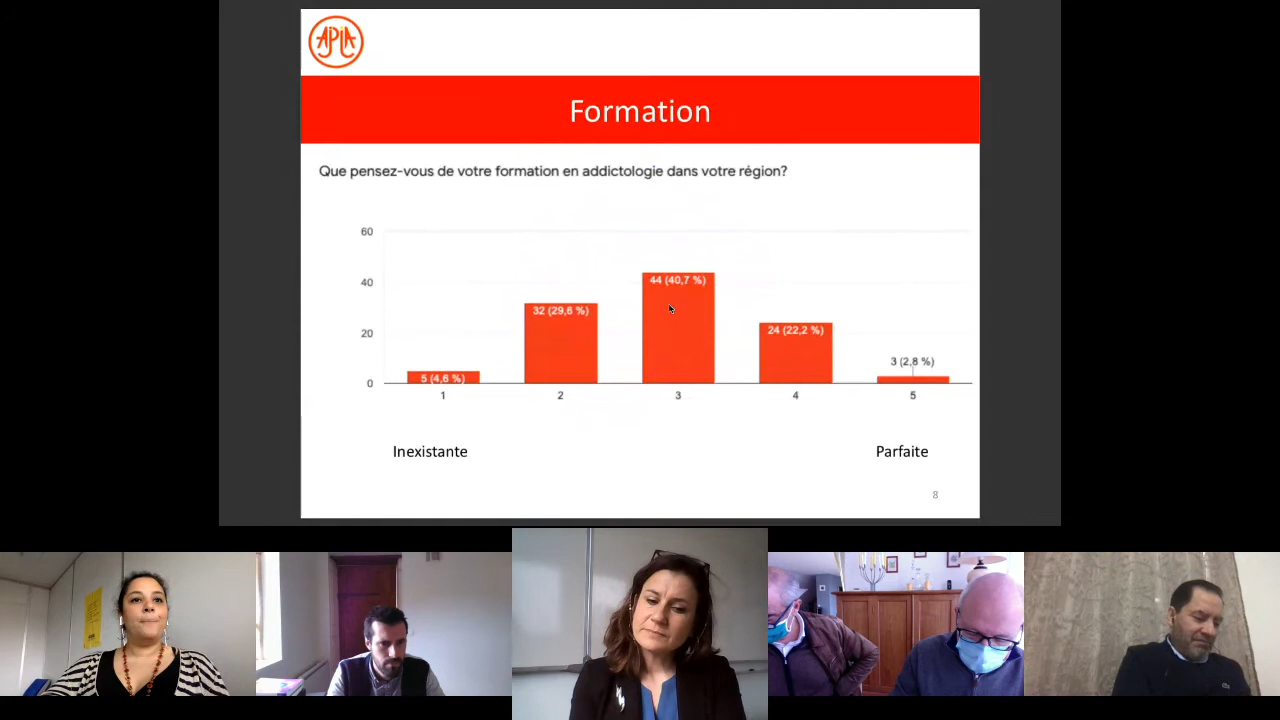 APIA
Formation
Que pensez-vous de votre formation en addictologie dans votre région?
60
40
20
0
5 (4,6 %)
32 (29,6 %)
44 (40,7 %)
24 (22,2 %)
3 (2,8 %)
1
2
3
4
5
Inexistante
Parfaite
8